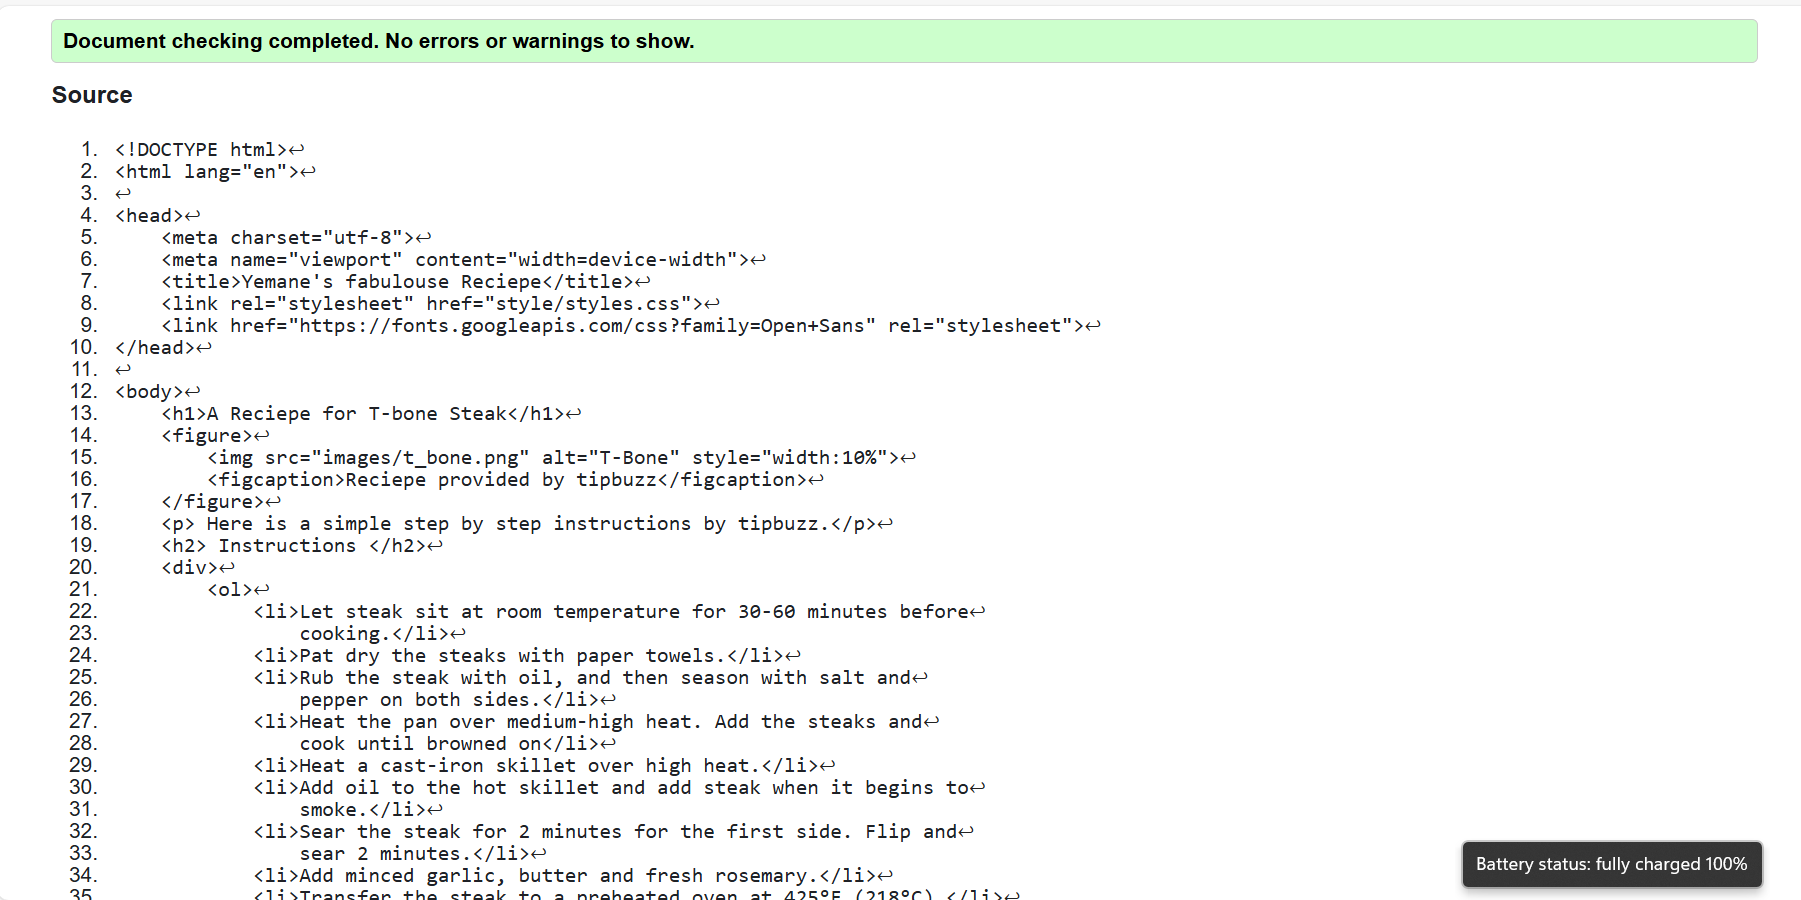 Document checking completed. No errors or warnings to show.
Source
1. <!DOCTYPE html>↩
2. <html lang="en">↩
3. ↩
4. <head>↩
5.     <meta charset="utf-8">↩
6.     <meta name="viewport" content="width=device-width">↩
7.     <title>Yemane's fabulouse Reciepe</title>↩
8.     <link rel="stylesheet" href="style/styles.css">↩
9.     <link href="https://fonts.googleapis.com/css?family=Open+Sans" rel="stylesheet">↩
10. </head>↩
11. ↩
12. <body>↩
13.     <h1>A Reciepe for T-bone Steak</h1>↩
14.     <figure>↩
15.         <img src="images/t_bone.png" alt="T-Bone" style="width:10%">↩
16.         <figcaption>Reciepe provided by tipbuzz</figcaption>↩
17.     </figure>↩
18.     <p> Here is a simple step by step instructions by tipbuzz.</p>↩
19.     <h2> Instructions </h2>↩
20.     <div>↩
21.         <ol>↩
22.             <li>Let steak sit at room temperature for 30-60 minutes before↩
23.                 cooking.</li>↩
24.             <li>Pat dry the steaks with paper towels.</li>↩
25.             <li>Rub the steak with oil, and then season with salt and↩
26.                 pepper on both sides.</li>↩
27.             <li>Heat the pan over medium-high heat. Add the steaks and↩
28.                 cook until browned on</li>↩
29.             <li>Heat a cast-iron skillet over high heat.</li>↩
30.             <li>Add oil to the hot skillet and add steak when it begins to↩
31.                 smoke.</li>↩
32.             <li>Sear the steak for 2 minutes for the first side. Flip and↩
33.                 sear 2 minutes.</li>↩
34.             <li>Add minced garlic, butter and fresh rosemary.</li>↩
35.             <li>Transfer the steak to a preheated oven at 425°F (218°C).</li>↩
Battery status: fully charged 100%